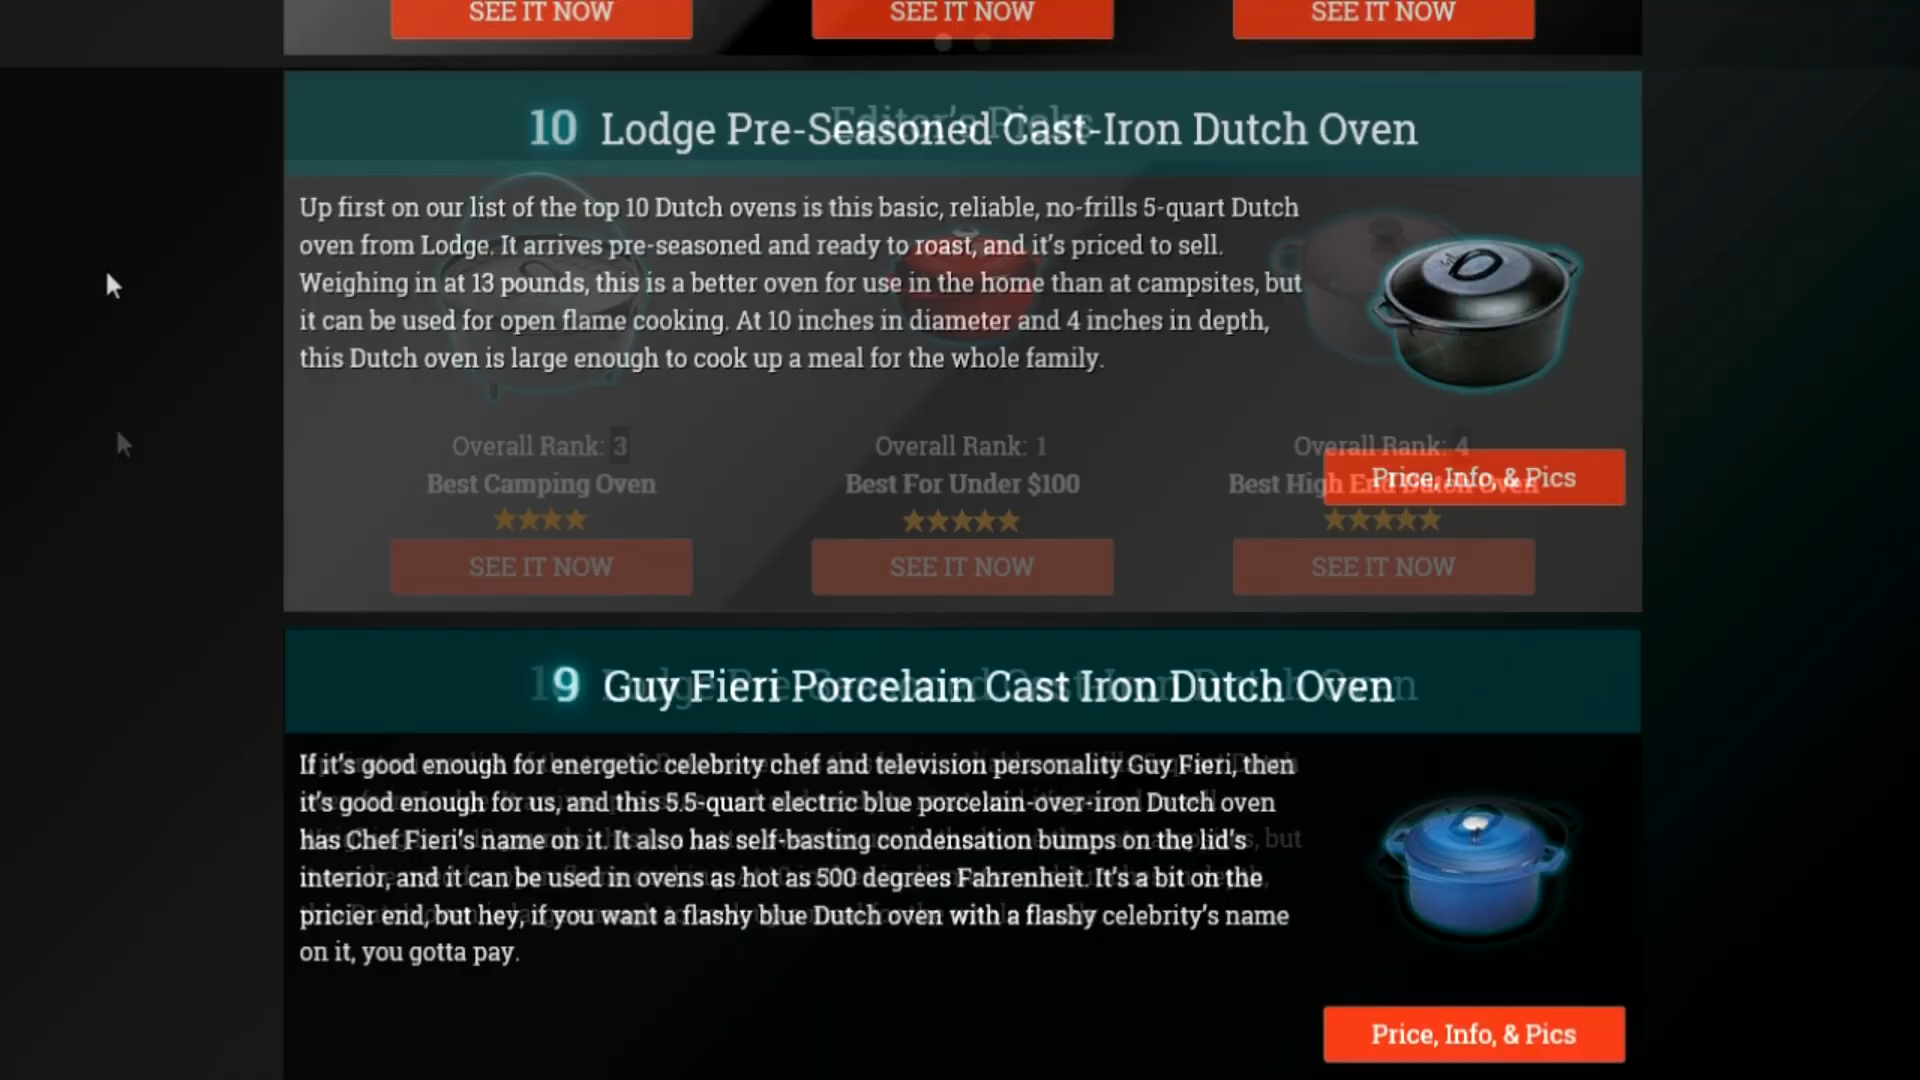 SEE IT NOW SEE IT NOW SEE IT NOW
Editor's Picks
10 Lodge Pre-Seasoned Cast-Iron Dutch Oven
Up first on our list of the top 10 Dutch ovens is this basic, reliable, no-frills 5-quart Dutch
oven from Lodge. It arrives pre-seasoned and ready to roast, and it's priced to sell.
Weighing in at 13 pounds, this is a better oven for use in the home than at campsites, but
it can be used for open flame cooking. At 10 inches in diameter and 4 inches in depth,
this Dutch oven is large enough to cook up a meal for the whole family.
Overall Rank: 3 Overall Rank: 1 Overall Rank: 4
Best Camping Oven Best For Under $100 Best High End Dutch Oven
Price, Info, & Pics
SEE IT NOW SEE IT NOW SEE IT NOW
9 Guy Fieri Porcelain Cast Iron Dutch Oven
If it's good enough for energetic celebrity chef and television personality Guy Fieri, then
it's good enough for us, and this 5.5-quart electric blue porcelain-over-iron Dutch oven
has Chef Fieri's name on it. It also has self-basting condensation bumps on the lid's
interior, and it can be used in ovens as hot as 500 degrees Fahrenheit. It's a bit on the
pricier end, but hey, if you want a flashy blue Dutch oven with a flashy celebrity's name
on it, you gotta pay.
Price, Info, & Pics